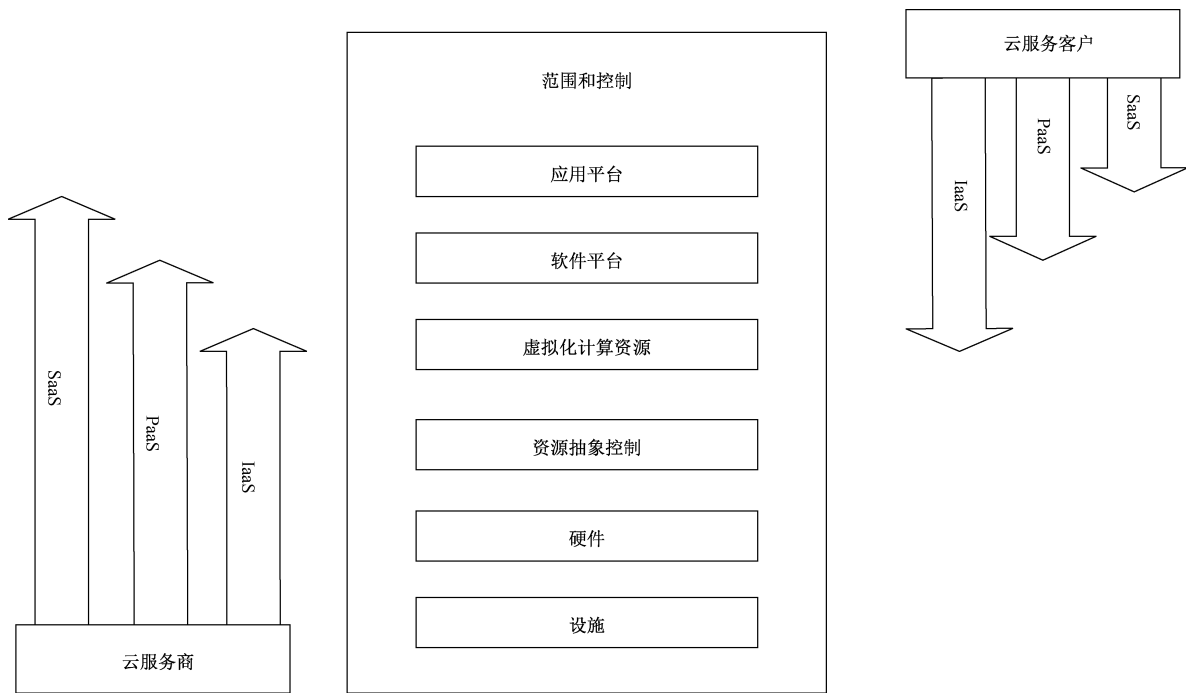 云服务客户
范围和控制
SaaS
PaaS
IaaS
应用平台
软件平台
虚拟化计算资源
资源抽象控制
硬件
设施
SaaS
PaaS
IaaS
云服务商